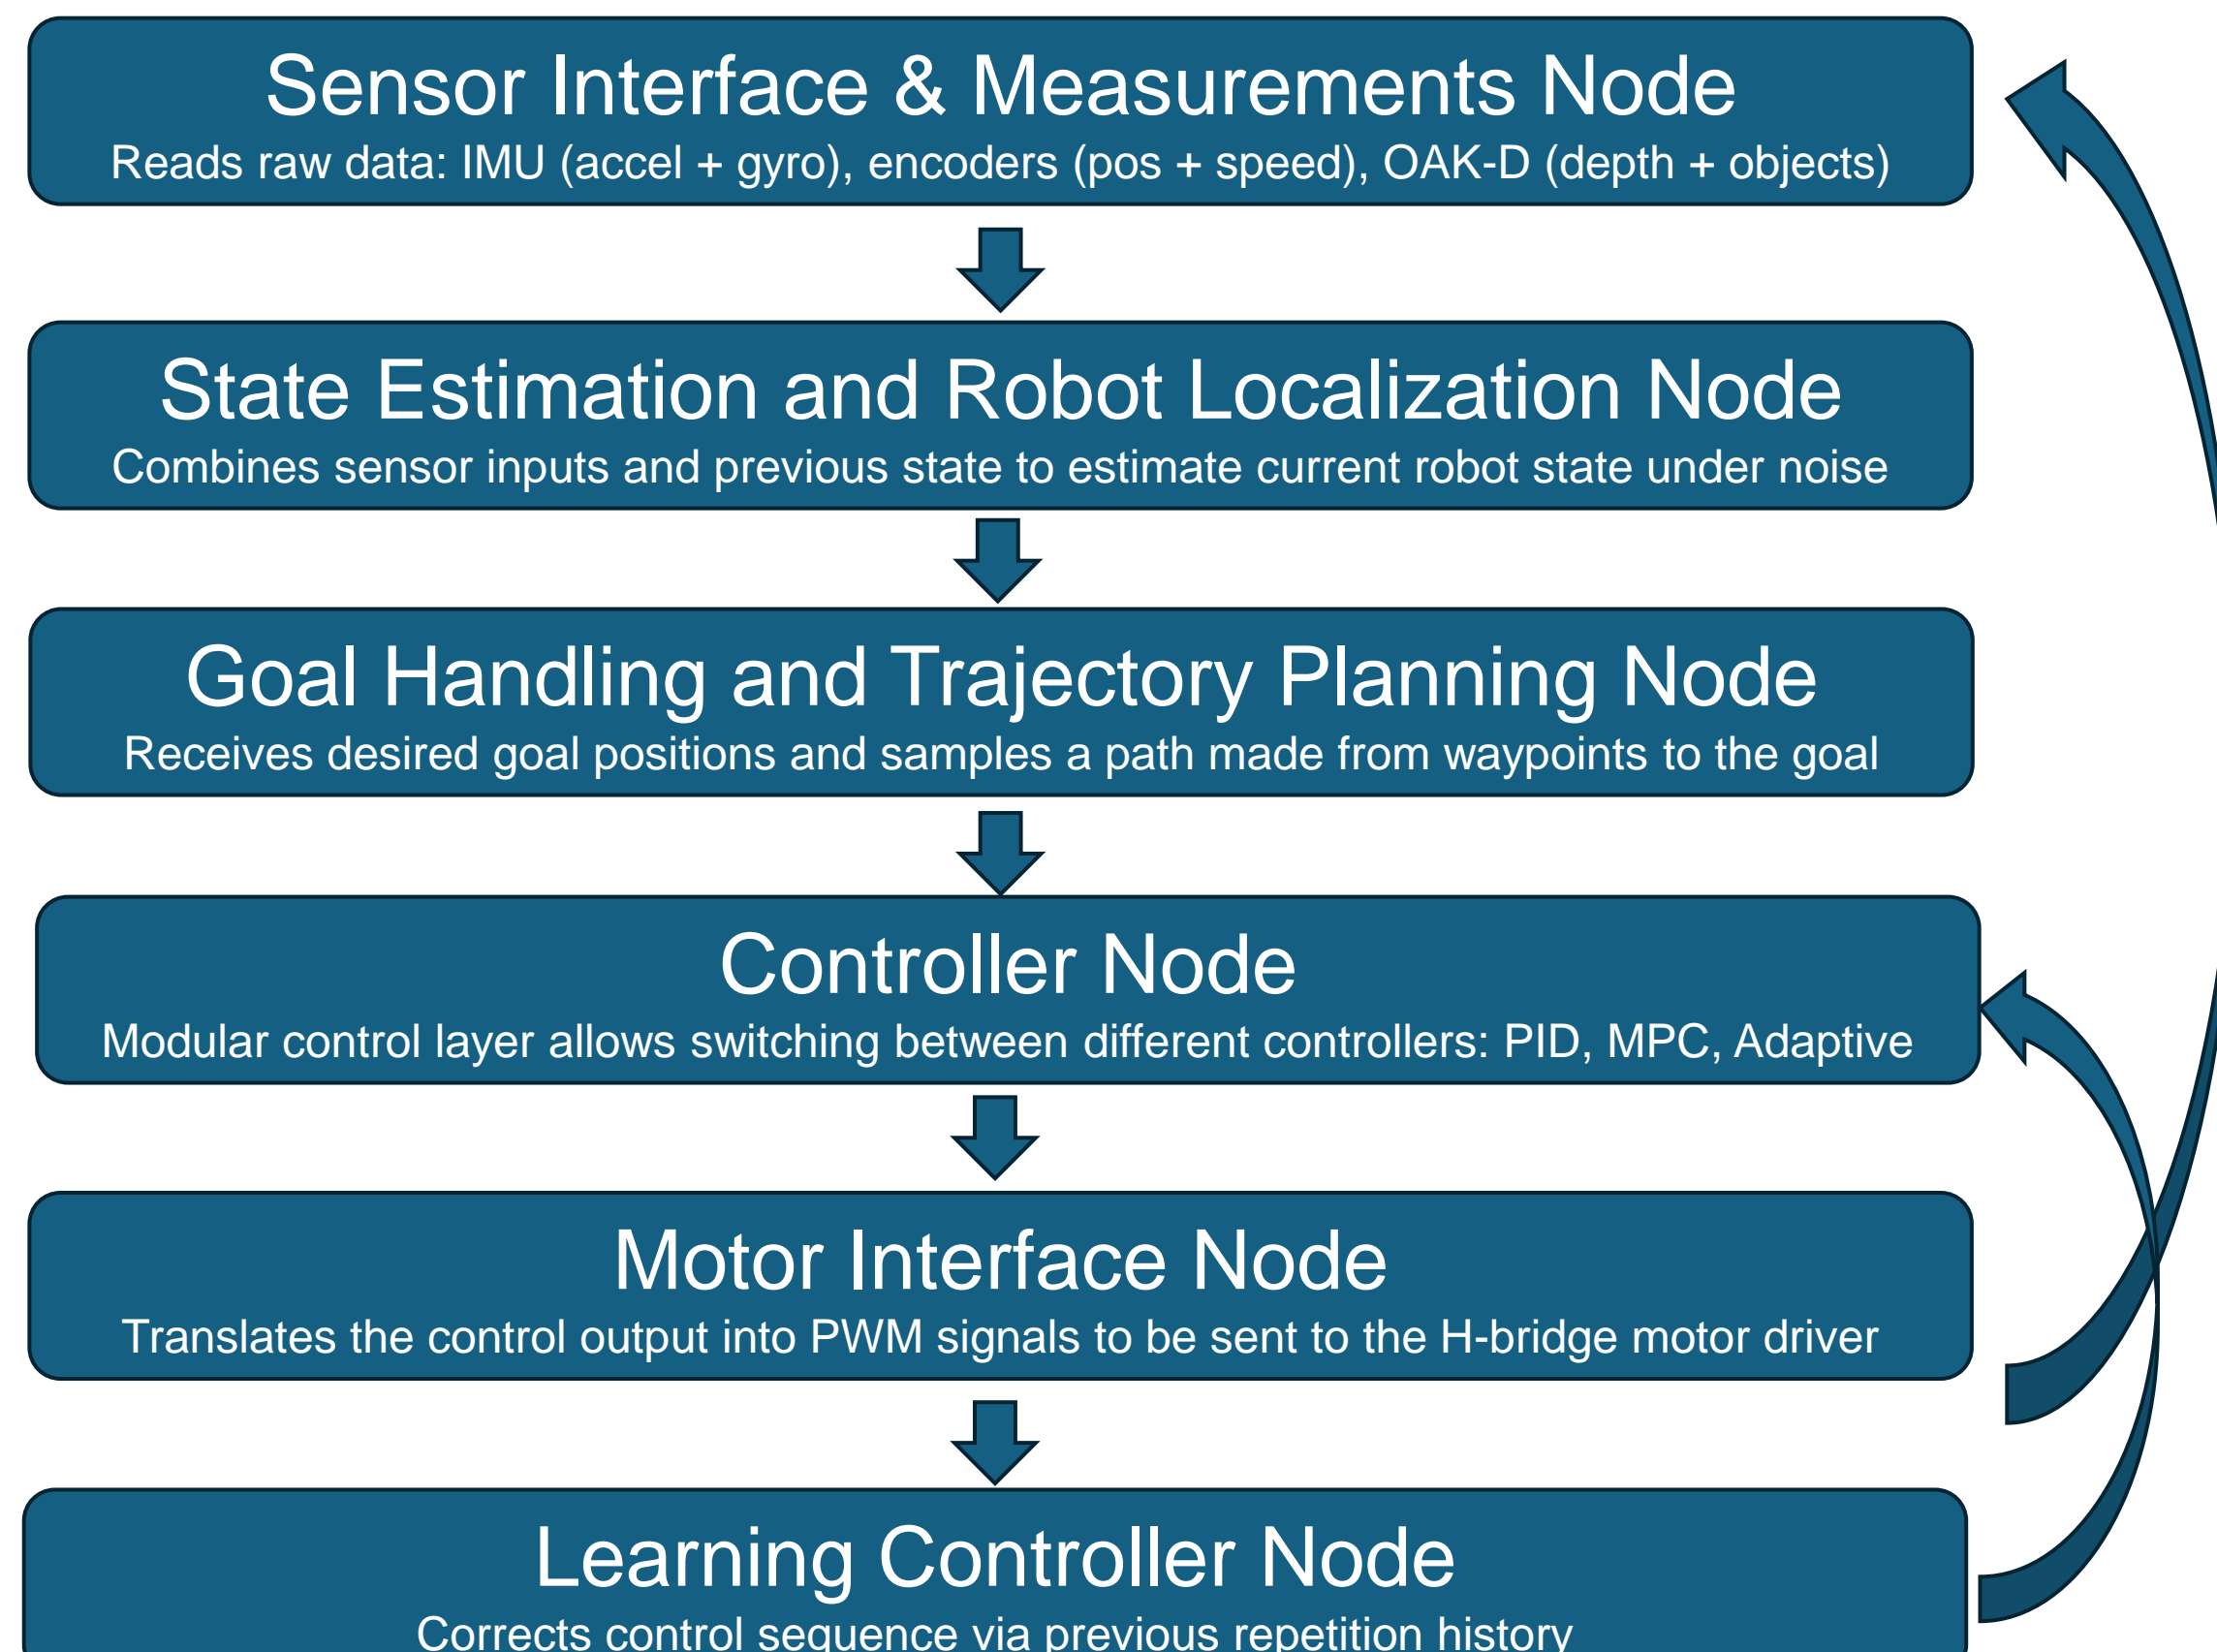 Sensor Interface & Measurements Node
Reads raw data: IMU (accel + gyro), encoders (pos + speed), OAK-D (depth + objects)
State Estimation and Robot Localization Node
Combines sensor inputs and previous state to estimate current robot state under noise
Goal Handling and Trajectory Planning Node
Receives desired goal positions and samples a path made from waypoints to the goal
Controller Node
Modular control layer allows switching between different controllers: PID, MPC, Adaptive
Motor Interface Node
Translates the control output into PWM signals to be sent to the H-bridge motor driver
Learning Controller Node
Corrects control sequence via previous repetition history